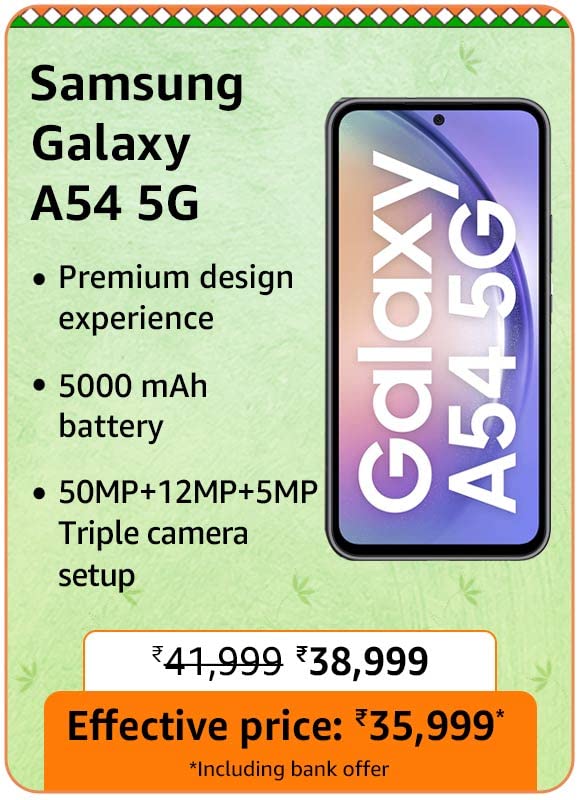 Samsung
Galaxy
A54 5G
• Premium design
experience
• 5000 mAh
battery
• 50MP+12MP+5MP
Triple camera
setup
Galaxy
A54 5G
₹41,999 ₹38,999
Effective price: ₹35,999*
*Including bank offer